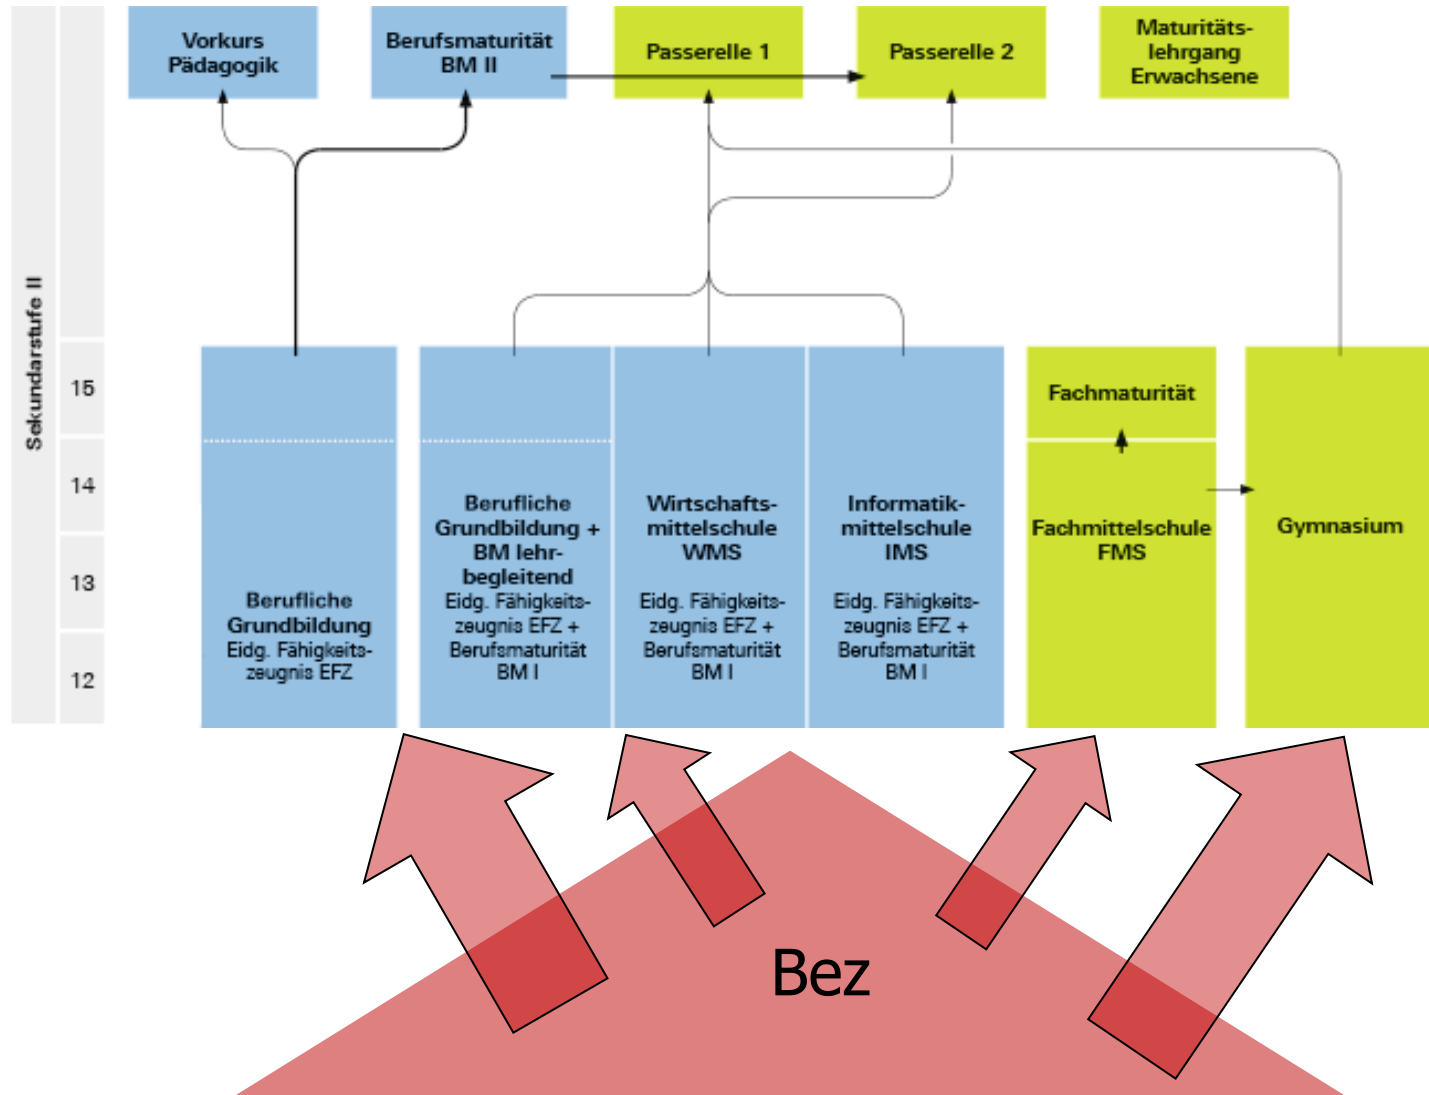 Vorkurs
Pädagogik
Berufsmaturität
BM II
Passerelle 1
Passerelle 2
Maturitäts-
lehrgang
Erwachsene
Sekundarstufe II
15
14
13
12
Berufliche
Grundbildung
Eidg. Fähigkeits-
zeugnis EFZ
Berufliche
Grundbildung +
BM lehr-
begleitend
Eidg. Fähigkeits-
zeugnis EFZ +
Berufsmaturität
BM I
Wirtschafts-
mittelschule
WMS
Eidg. Fähigkeits-
zeugnis EFZ +
Berufsmaturität
BM I
Informatik-
mittelschule
IMS
Eidg. Fähigkeits-
zeugnis EFZ +
Berufsmaturität
BM I
Fachmaturität
Fachmittelschule
FMS
Gymnasium
Bez